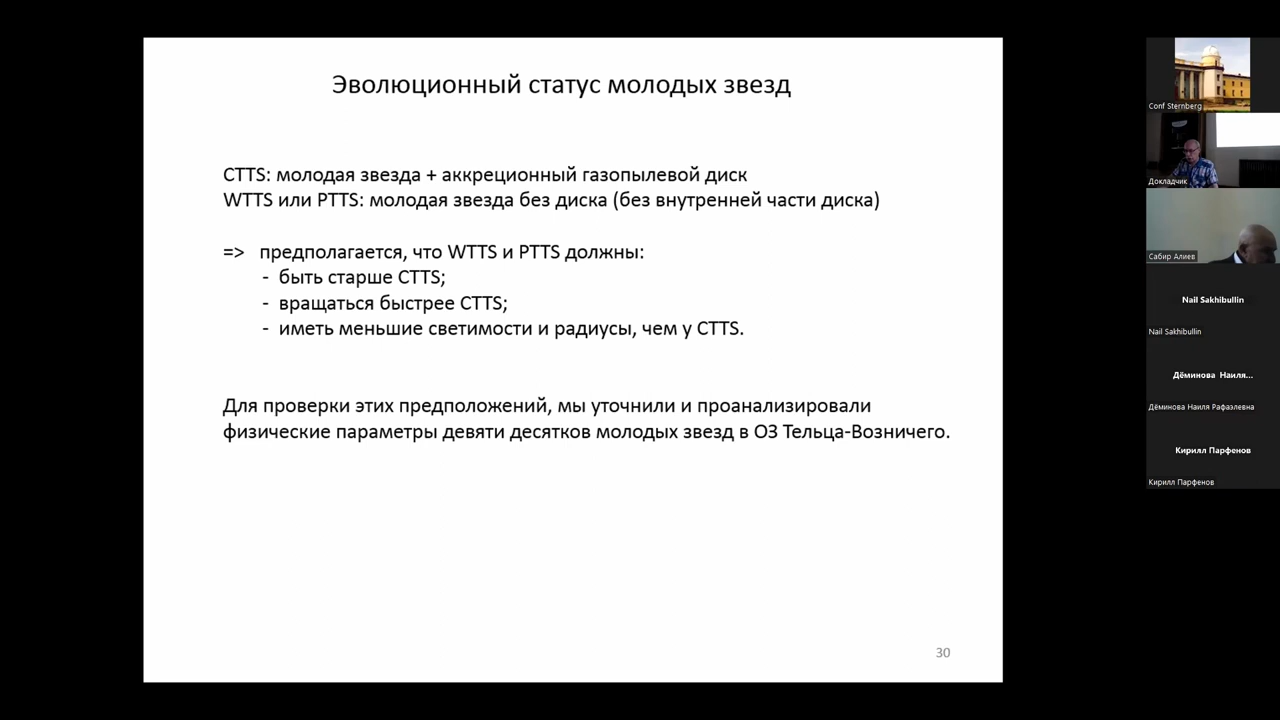 Эволюционный статус молодых звезд
CTTS: молодая звезда + аккреционный газопылевой диск
WTTS или PTTS: молодая звезда без диска (без внутренней части диска)
=> предполагается, что WTTS и PTTS должны:
- быть старше CTTS;
- вращаться быстрее CTTS;
- иметь меньшие светимости и радиусы, чем у CTTS.
Для проверки этих предположений, мы уточнили и проанализировали
физические параметры девяти десятков молодых звезд в ОЗ Тельца-Возничего.
30
Conf Sternberg
Докладчик
Сабир Алиев
Nail Sakhibullin
Nail Sakhibullin
Дёминова Наиля...
Дёминова Наиля Рафаэлевна
Кирилл Парфенов
Кирилл Парфенов